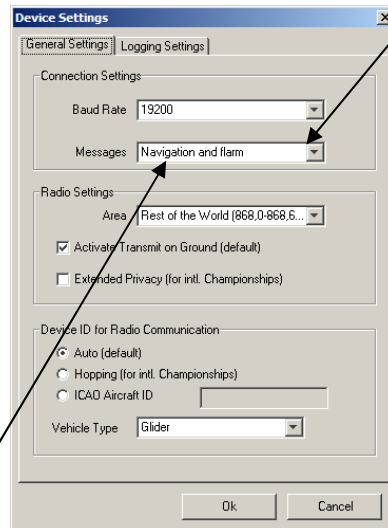 Device Settings
General Settings Logging Settings
Connection Settings
Baud Rate 19200
Messages Navigation and flarm
Radio Settings
Area Rest of the World (868,0-868,6...
Activate Transmit on Ground (default)
Extended Privacy (for intl. Championships)
Device ID for Radio Communication
Auto (default)
Hopping (for intl. Championships)
ICAO Aircraft ID
Vehicle Type Glider
Ok Cancel